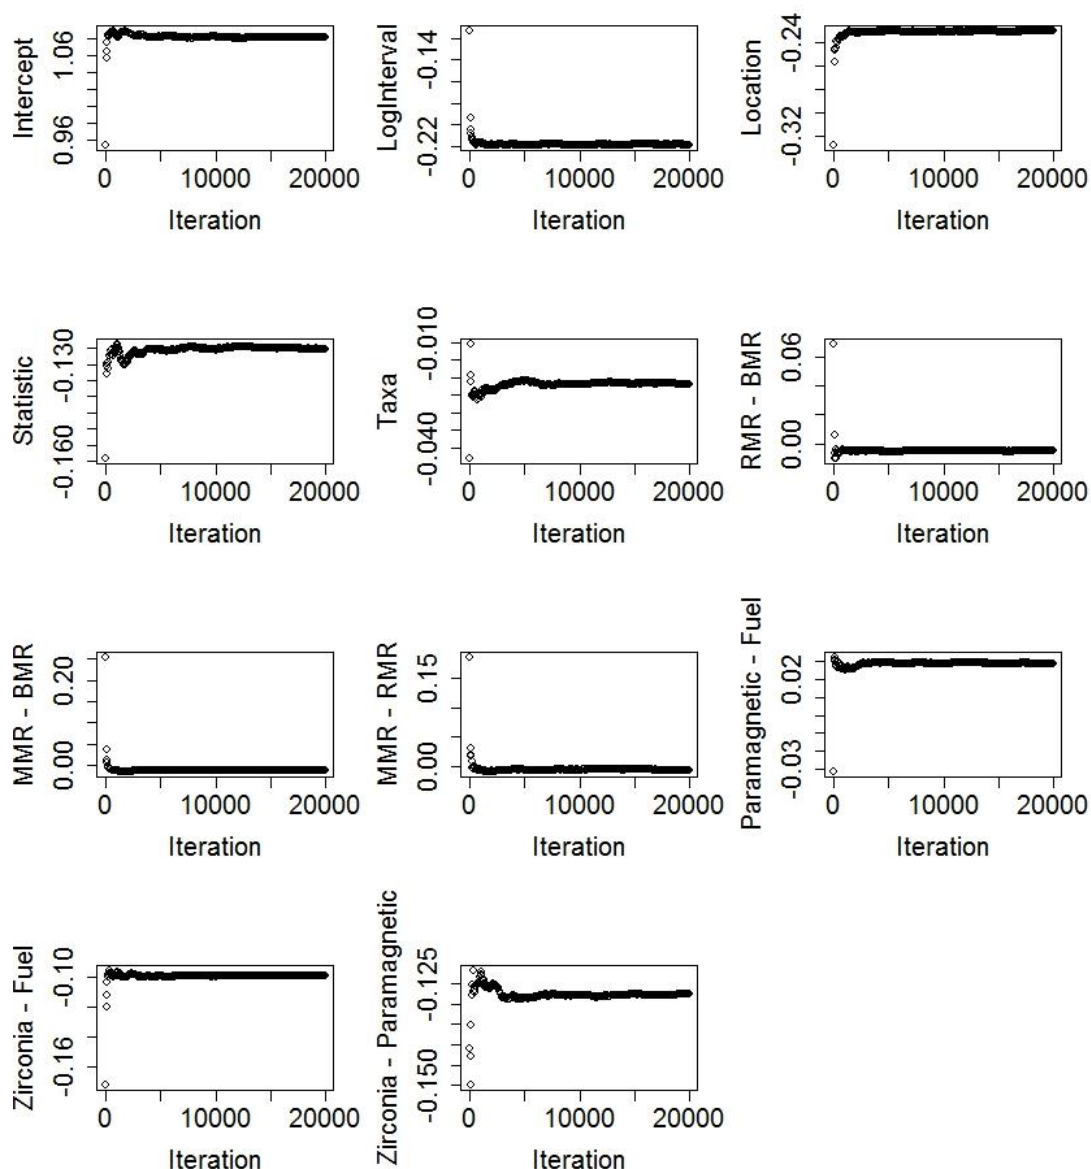 Intercept
1.06
0.96
0
10000
20000
Iteration
LogInterval
-0.14
-0.22
0
10000
20000
Iteration
Location
-0.24
-0.32
0
10000
20000
Iteration
Statistic
-0.130
-0.160
0
10000
20000
Iteration
Taxa
-0.010
-0.040
0
10000
20000
Iteration
RMR - BMR
0.06
0.00
0
10000
20000
Iteration
MMR - BMR
0.20
0.00
0
10000
20000
Iteration
MMR - RMR
0.15
0.00
0
10000
20000
Iteration
Paramagnetic - Fuel
0.02
-0.03
0
10000
20000
Iteration
Zirconia - Fuel
-0.10
-0.16
0
10000
20000
Iteration
Zirconia - Paramagnetic
-0.125
-0.150
0
10000
20000
Iteration